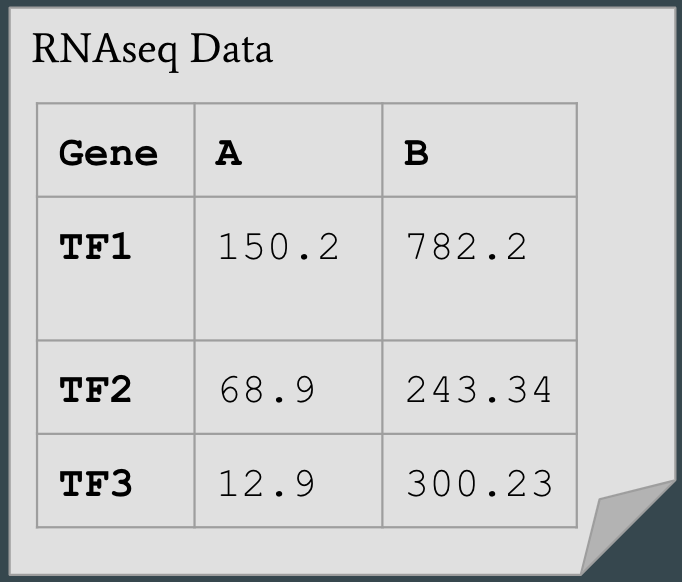 RNAseq Data
Gene A B
TF1 150.2 782.2
TF2 68.9 243.34
TF3 12.9 300.23